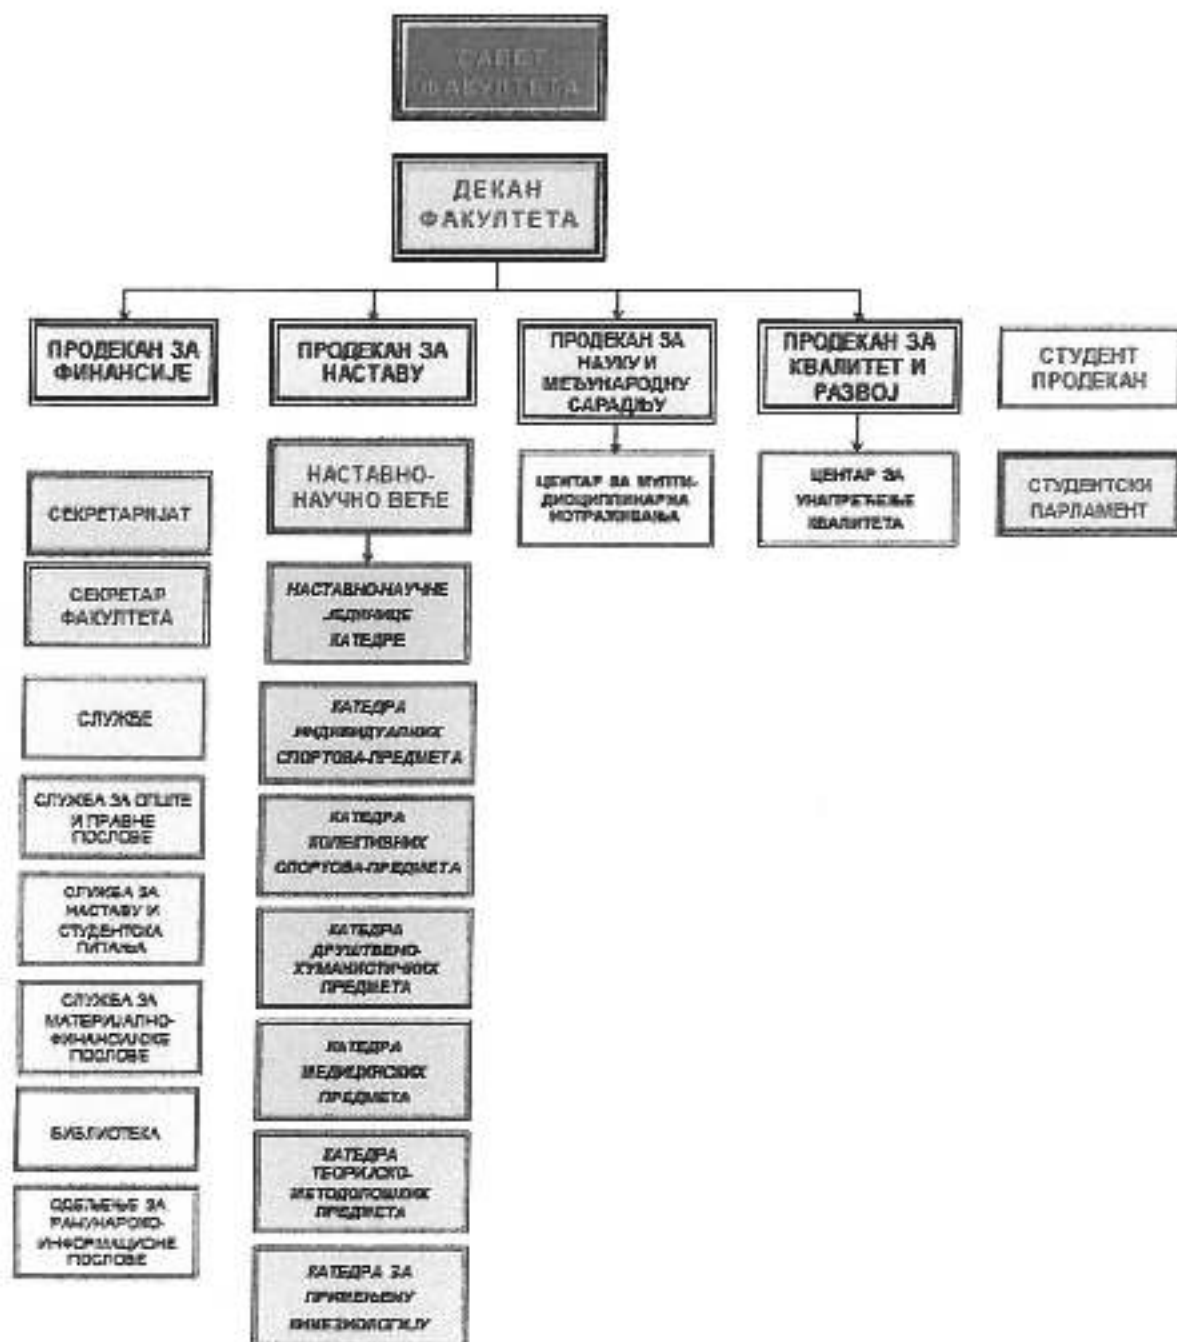 САВЕТ
ФАКУЛТЕТА
ДЕКАН
ФАКУЛТЕТА
ПРОДЕКАН ЗА
ФИНАНСИЈЕ
ПРОДЕКАН ЗА
НАСТАВУ
ПРОДЕКАН ЗА
НАУКУ И
МЕЂУНАРОДНУ
САРАДЊУ
ПРОДЕКАН ЗА
КВАЛИТЕТ И
РАЗВОЈ
СТУДЕНТ
ПРОДЕКАН
СЕКРЕТАРИЈАТ
СЕКРЕТАР
ФАКУЛТЕТА
СЛУЖБЕ
СЛУЖБА ЗА ОПШТЕ
И ПРАВНЕ
ПОСЛОВЕ
СЛУЖБА ЗА
НАСТАВУ И
СТУДЕНТСКА
ПИТАЊА
СЛУЖБА ЗА
МАТЕРИЈАЛНО-
ФИНАНСИЈСКЕ
ПОСЛОВЕ
БИБЛИОТЕКА
ОДЕЉЕЊЕ ЗА
РАЧУНАРСКО-
ИНФОРМАЦИОНЕ
ПОСЛОВЕ
НАСТАВНО-
НАУЧНО ВЕЋЕ
НАСТАВНО-НАУЧНЕ
ЈЕДИНИЦЕ
КАТЕДРЕ
КАТЕДРА
ИНДИВИДУАЛНИХ
СПОРТОВА-ПРЕДМЕТА
КАТЕДРА
КОЛЕКТИВНИХ
СПОРТОВА-ПРЕДМЕТА
КАТЕДРА
ДРУШТВЕНО-
ХУМАНИСТИЧКИХ
ПРЕДМЕТА
КАТЕДРА
МЕДИЦИНСКИХ
ПРЕДМЕТА
КАТЕДРА
ТЕОРИЈСКО-
МЕТОДОЛОШКИХ
ПРЕДМЕТА
КАТЕДРА ЗА
ПРИМЕЊЕНУ
КИНЕЗИОЛОГИЈУ
ЦЕНТАР ЗА МУЛТИ-
ДИСЦИПЛИНАРНА
ИСТРАЖИВАЊА
ЦЕНТАР ЗА
УНАПРЕЂЕЊЕ
КВАЛИТЕТА
СТУДЕНТСКИ
ПАРЛАМЕНТ